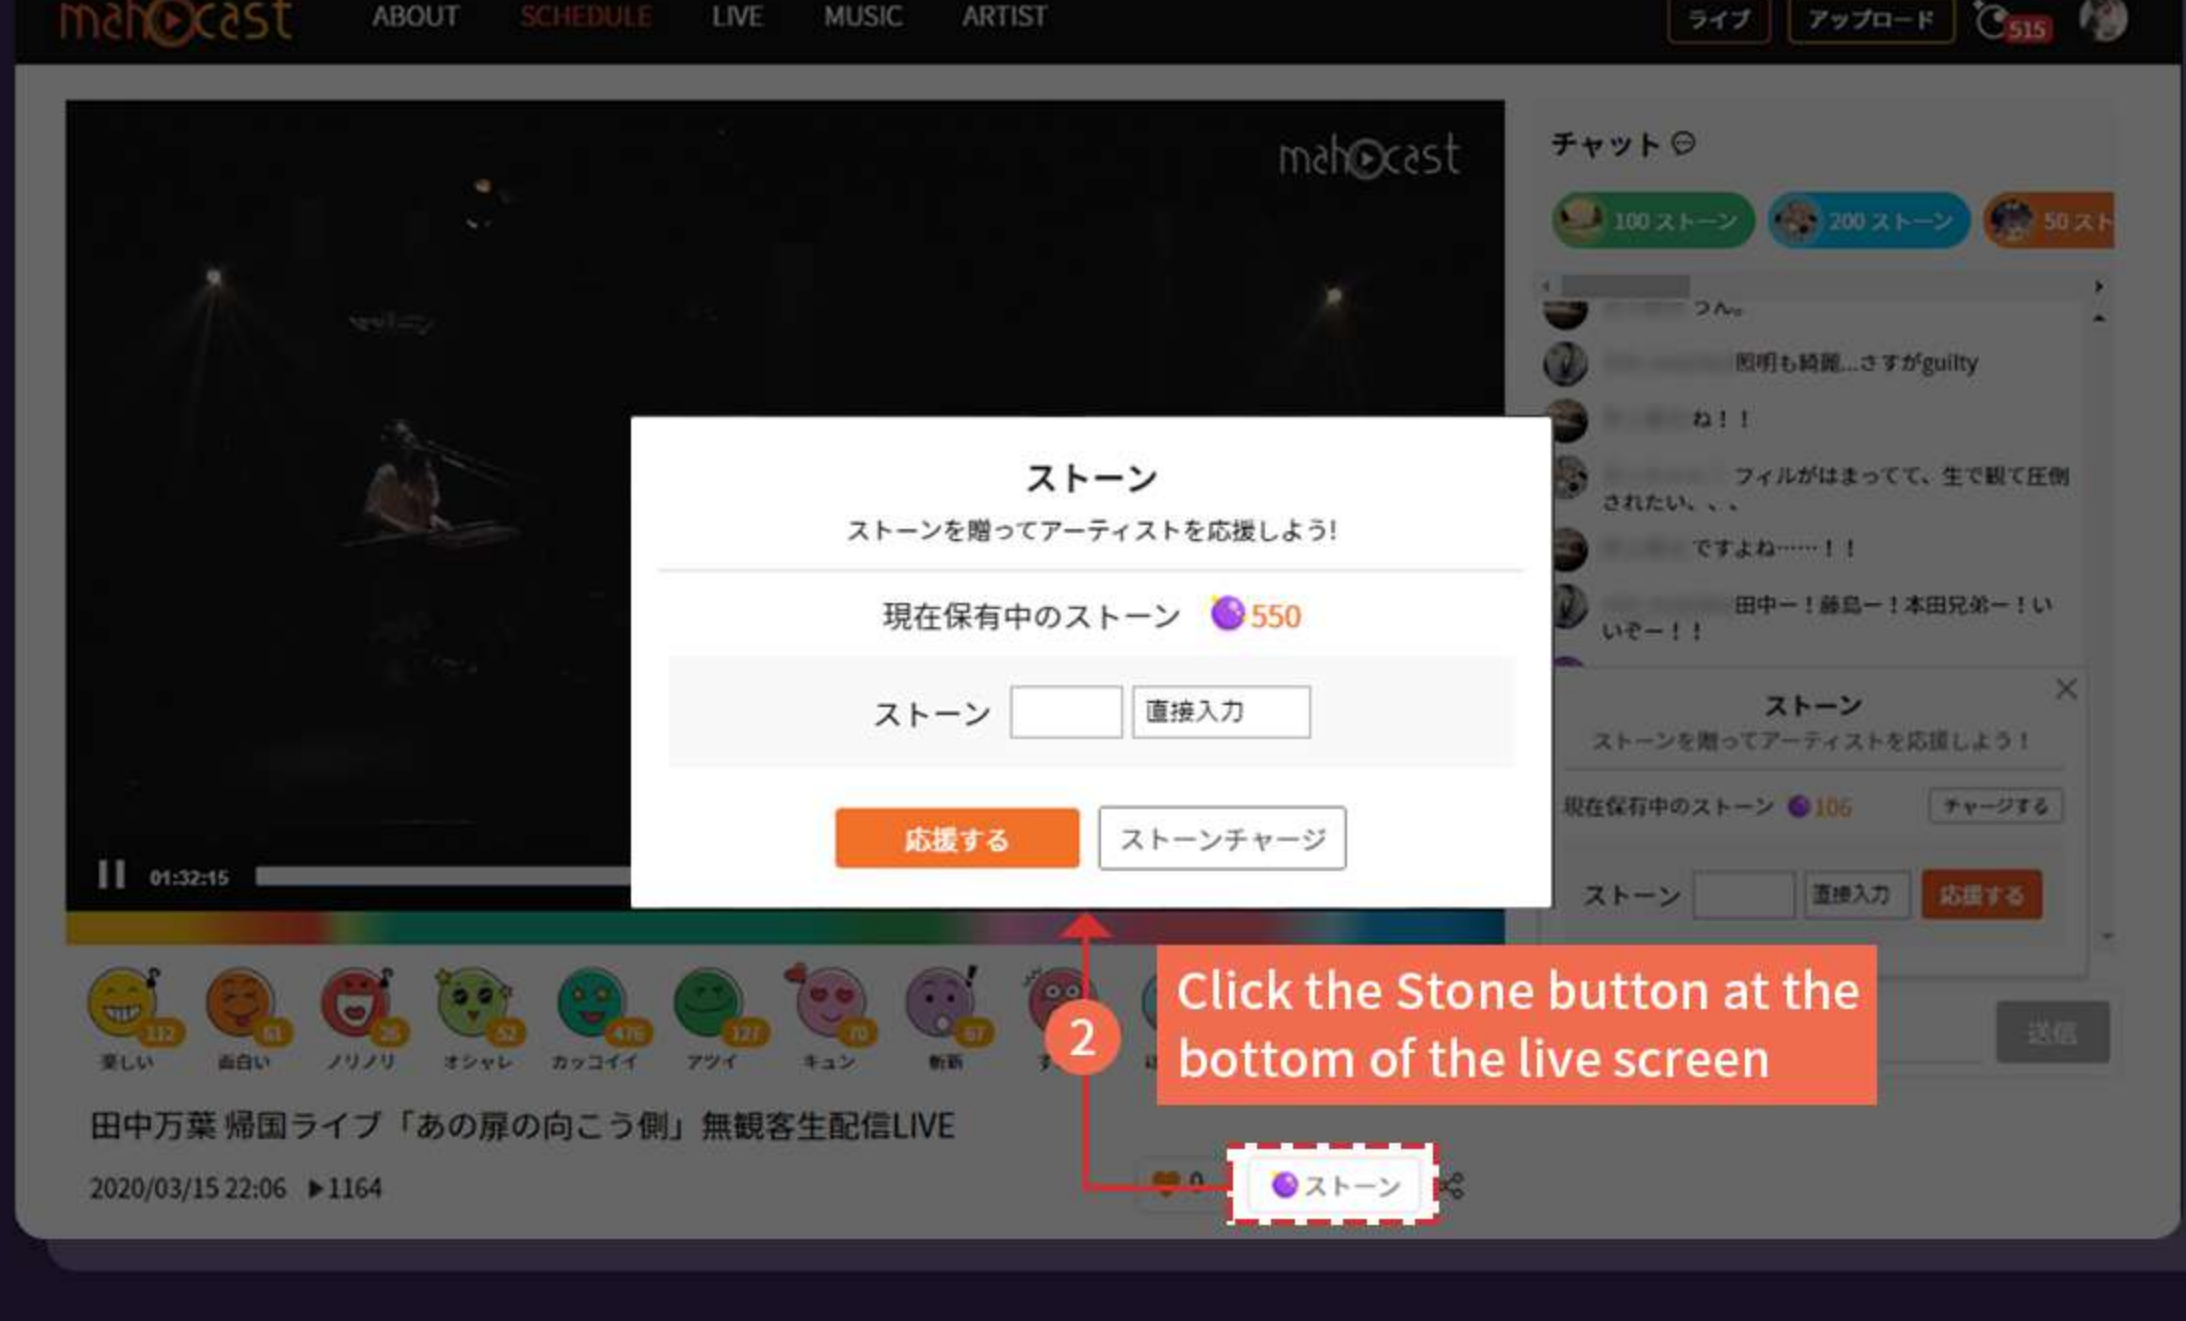 mahocast
ABOUT
SCHEDULE
LIVE
MUSIC
ARTIST
ライブ
アップロード
515
mahocast
チャット
100 ストーン
200 ストーン
50 スト
うん。
照明も綺麗...さすがguilty
ね！！
フィルがはまってて、生で観て圧倒
されたい、、、
ですよね……！！
田中ー！藤島ー！本田兄弟ー！い
いぞー！！
ストーン
ストーンを贈ってアーティストを応援しよう!
現在保有中のストーン 550
ストーン
直接入力
応援する
ストーンチャージ
ストーン
ストーンを贈ってアーティストを応援しよう！
現在保有中のストーン 106
チャージする
ストーン
直接入力
応援する
01:32:15
112
61
26
52
476
127
70
67
楽しい
面白い
ノリノリ
オシャレ
カッコイイ
アツイ
キュン
斬新
す
2
Click the Stone button at the
bottom of the live screen
送信
田中万葉 帰国ライブ「あの扉の向こう側」無観客生配信LIVE
2020/03/15 22:06 ▶1164
0
ストーン